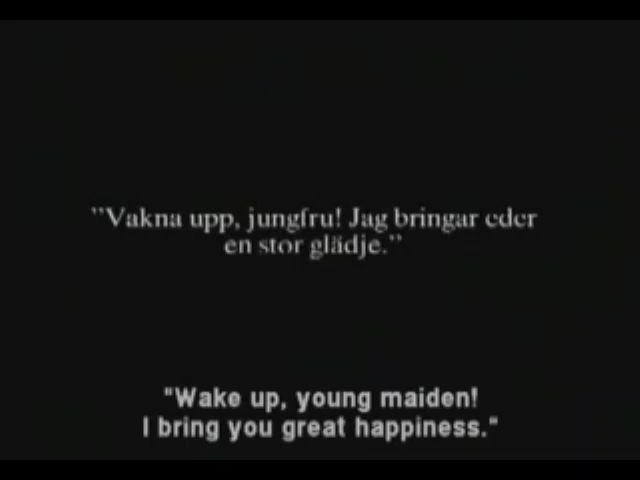 ”Vakna upp, jungfru! Jag bringar eder
en stor glädje.”
"Wake up, young maiden!
I bring you great happiness."